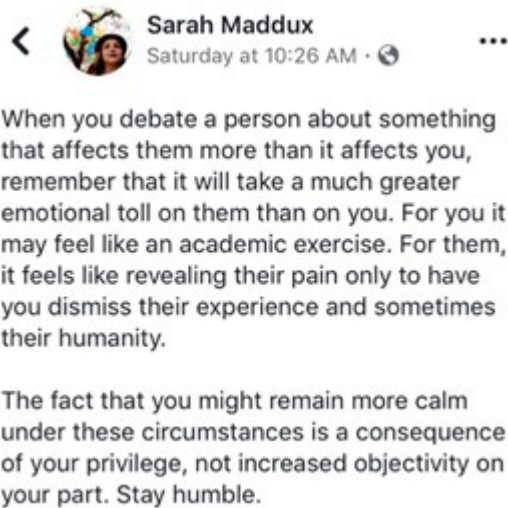 Sarah Maddux
Saturday at 10:26 AM ·
When you debate a person about something
that affects them more than it affects you,
remember that it will take a much greater
emotional toll on them than on you. For you it
may feel like an academic exercise. For them,
it feels like revealing their pain only to have
you dismiss their experience and sometimes
their humanity.
The fact that you might remain more calm
under these circumstances is a consequence
of your privilege, not increased objectivity on
your part. Stay humble.